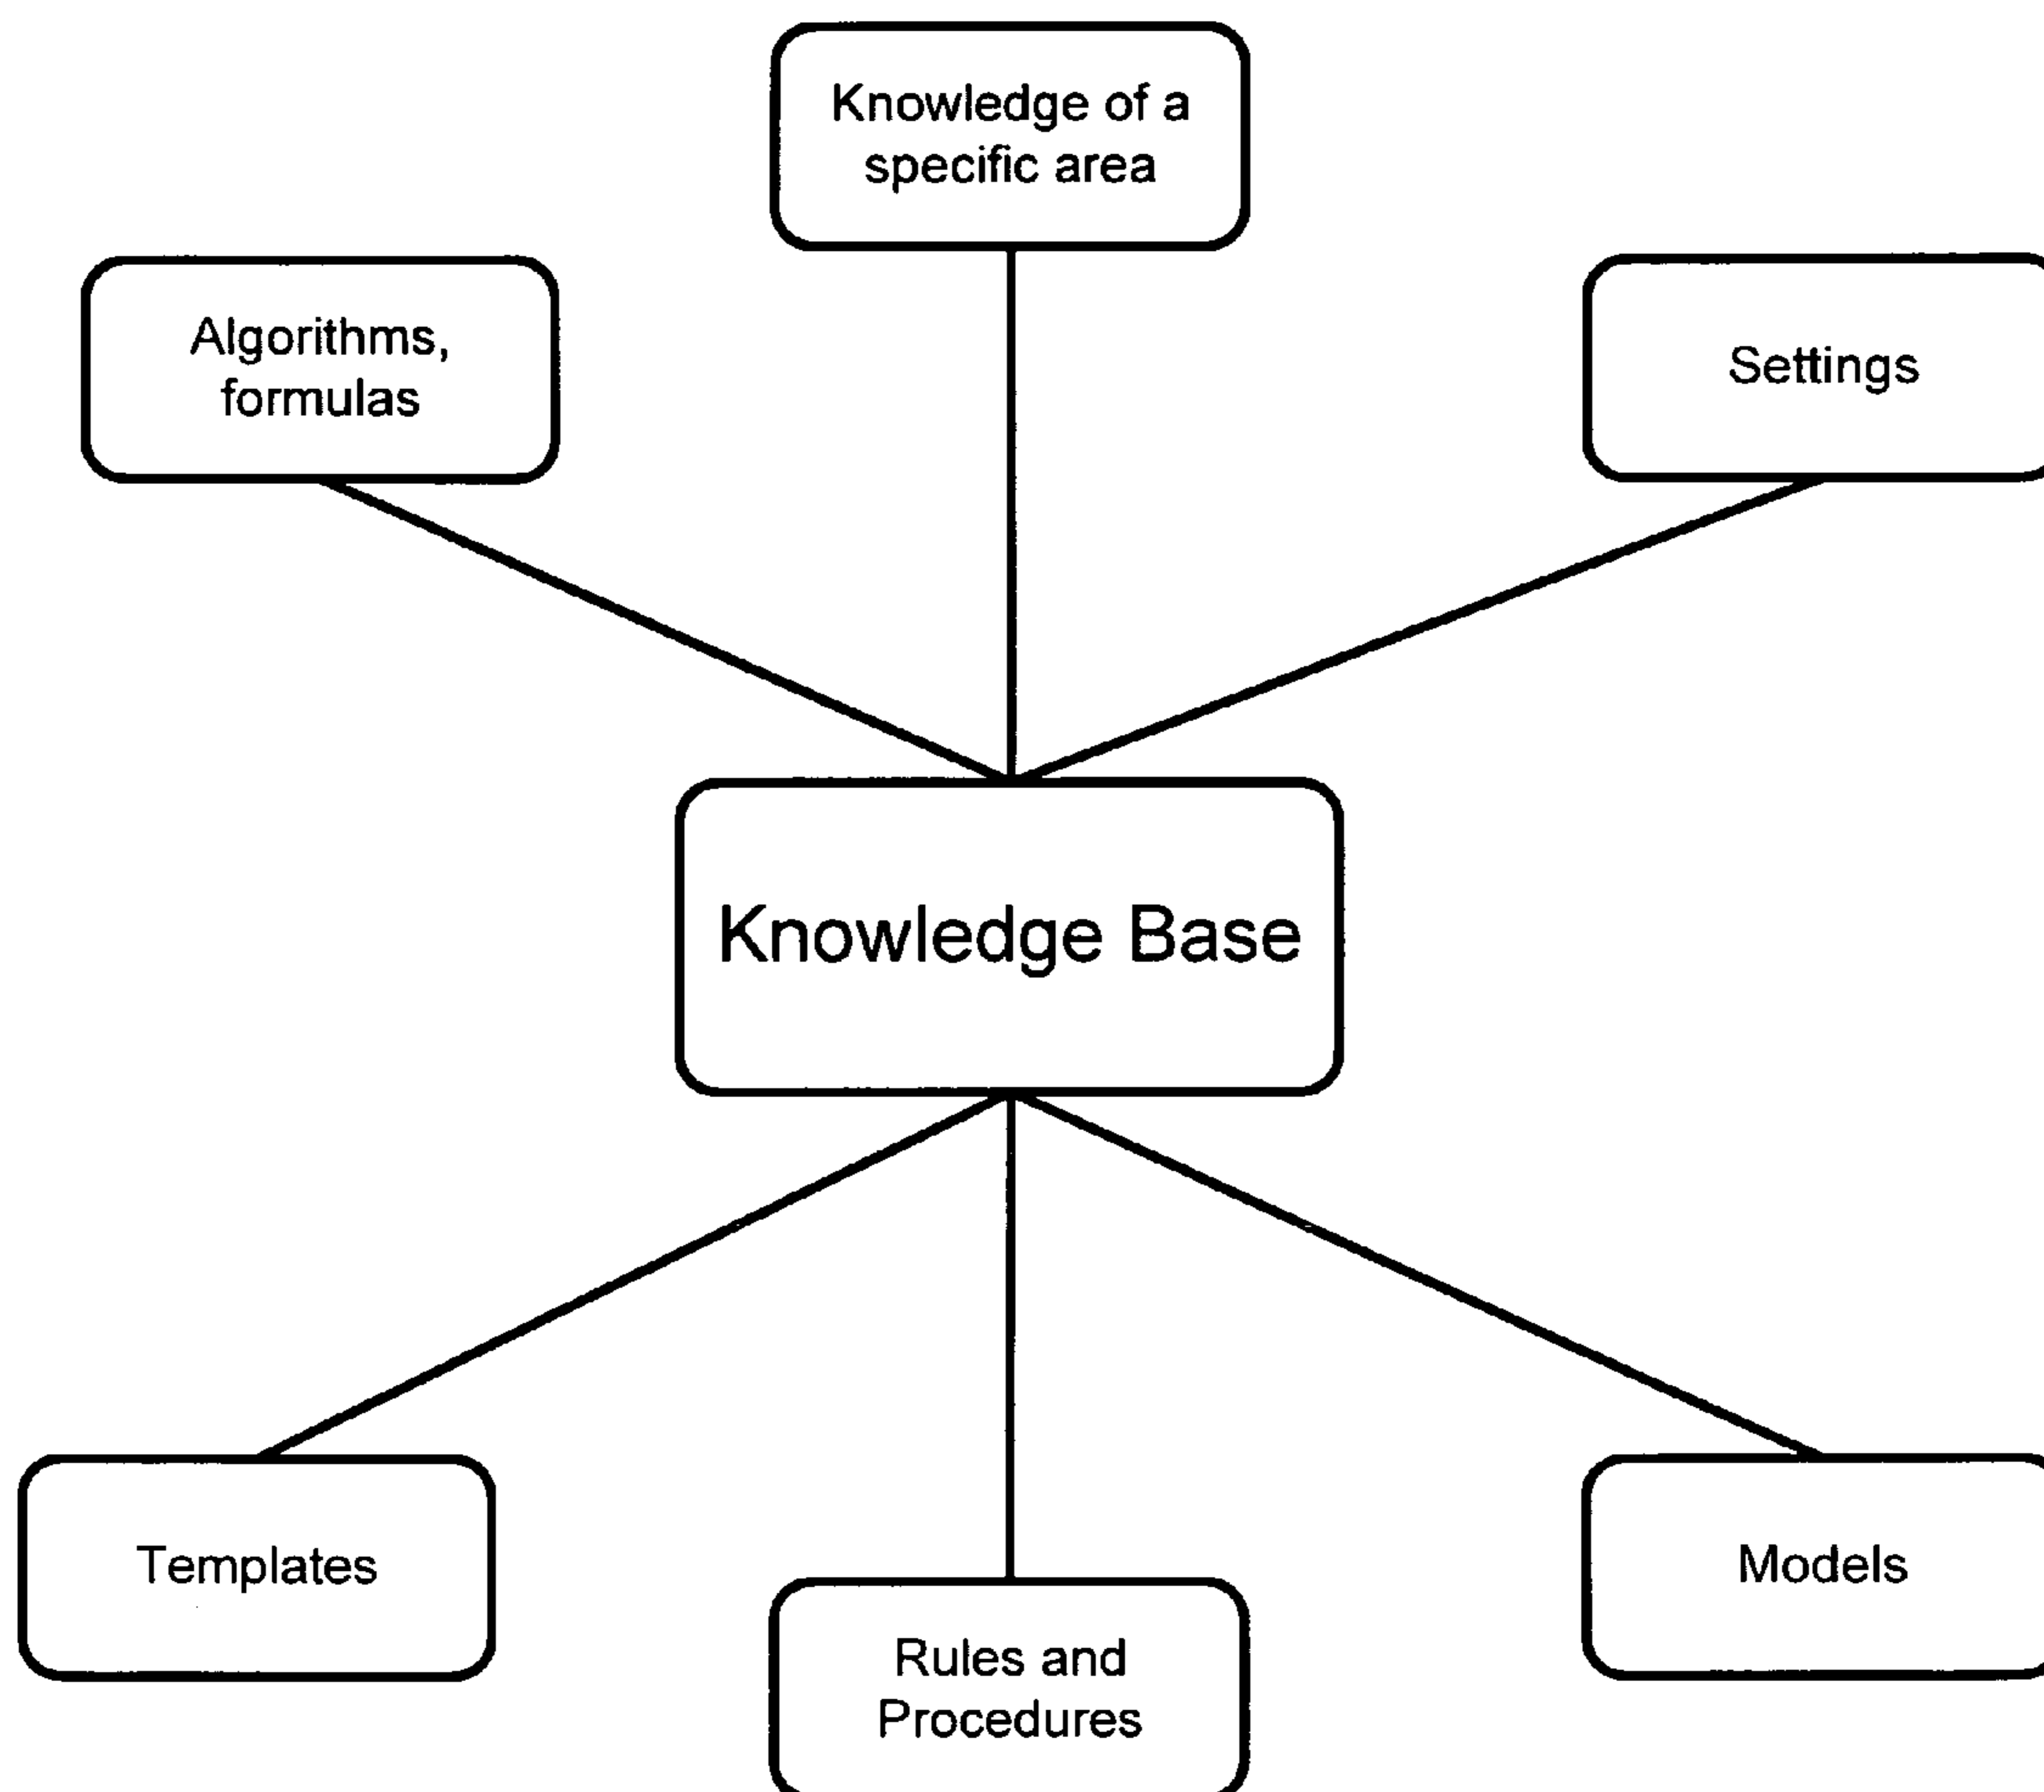 Knowledge of a
specific area
Algorithms,
formulas
Settings
Knowledge Base
Templates
Models
Rules and
Procedures